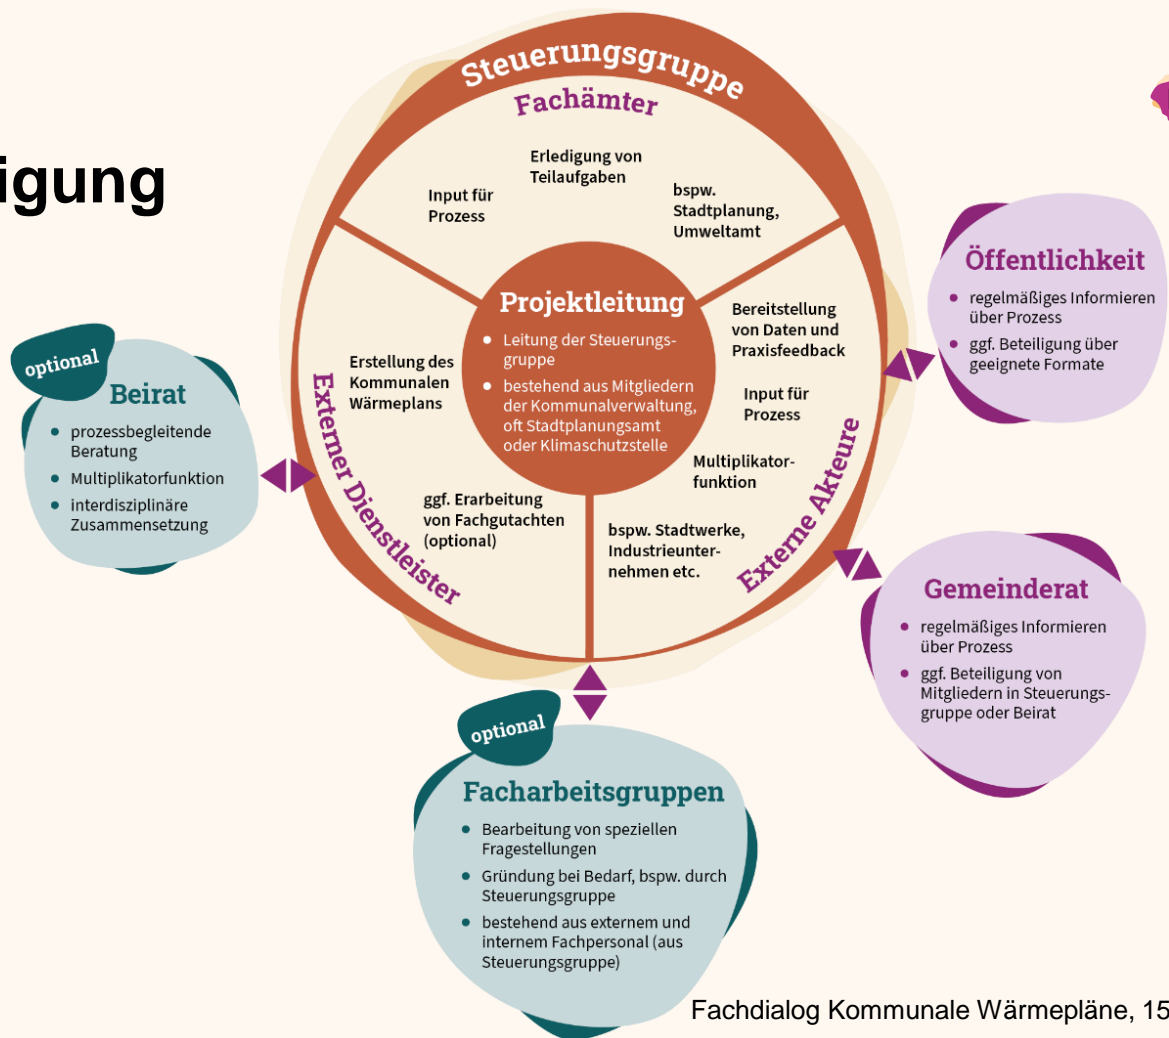 igung
Steuerungsgruppe
Fachämter
Erledigung von
Teilaufgaben
Input für
Prozess
bspw.
Stadtplanung,
Umweltamt
Projektleitung
Leitung der Steuerungs-
gruppe
bestehend aus Mitgliedern
der Kommunalverwaltung,
oft Stadtplanungsamt
oder Klimaschutzstelle
Externer Dienstleister
Erstellung des
Kommunalen
Wärmeplans
ggf. Erarbeitung
von Fachgutachten
(optional)
Externe Akteure
Bereitstellung
von Daten und
Praxisfeedback
Input für
Prozess
Multiplikator-
funktion
bspw. Stadtwerke,
Industrieunter-
nehmen etc.
optional
Beirat
prozessbegleitende
Beratung
Multiplikatorfunktion
interdisziplinäre
Zusammensetzung
Öffentlichkeit
regelmäßiges Informieren
über Prozess
ggf. Beteiligung über
geeignete Formate
Gemeinderat
regelmäßiges Informieren
über Prozess
ggf. Beteiligung von
Mitgliedern in Steuerungs-
gruppe oder Beirat
optional
Facharbeitsgruppen
Bearbeitung von speziellen
Fragestellungen
Gründung bei Bedarf, bspw. durch
Steuerungsgruppe
bestehend aus externem und
internem Fachpersonal (aus
Steuerungsgruppe)
Fachdialog Kommunale Wärmepläne, 15